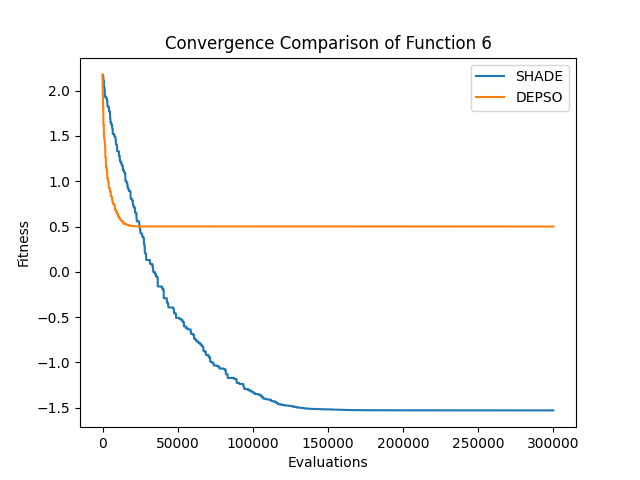 Convergence Comparison of Function 6
SHADE
DEPSO
Fitness
2.0
1.5
1.0
0.5
0.0
−0.5
−1.0
−1.5
0 50000 100000 150000 200000 250000 300000
Evaluations